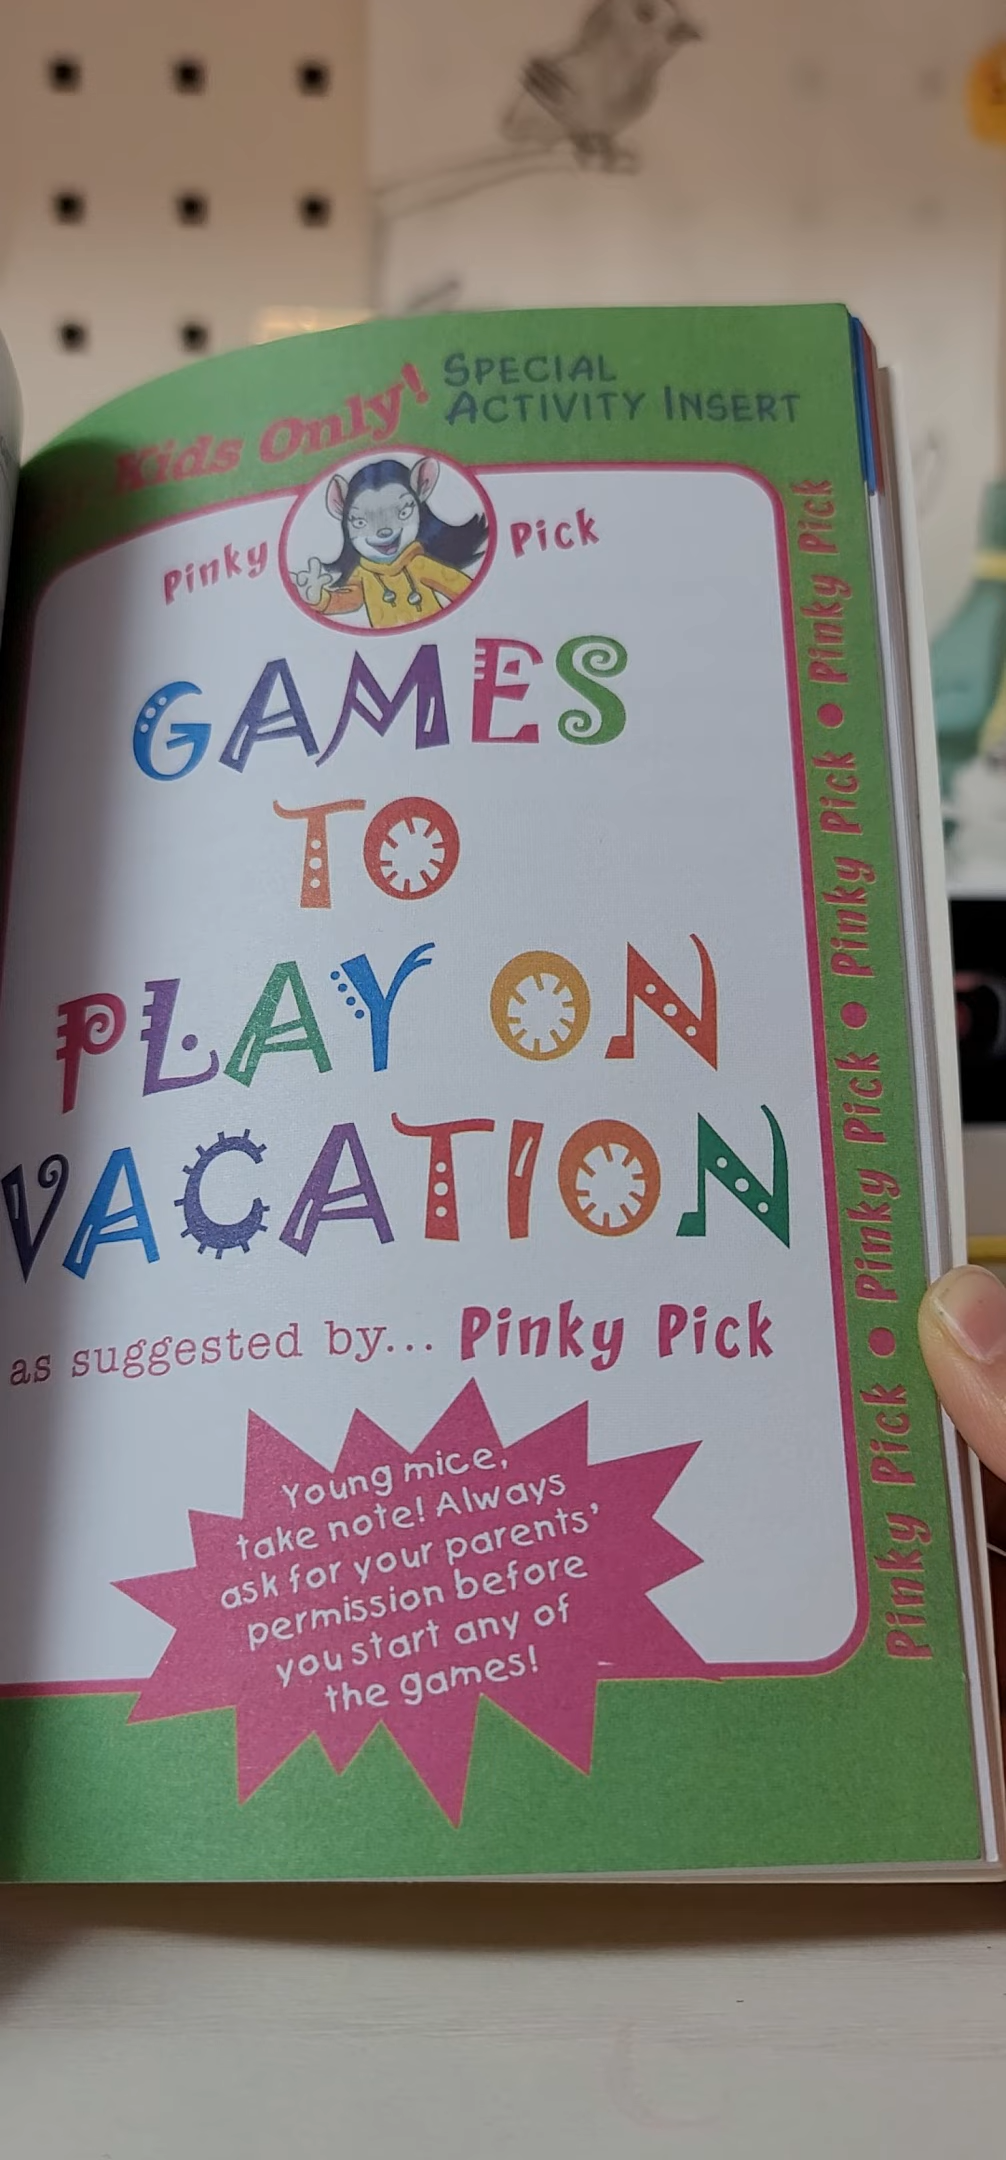 Kids Only!
SPECIAL
ACTIVITY INSERT
Pinky Pick
GAMES
TO
PLAY ON
VACATION
as suggested by... Pinky Pick
Young mice,
take note! Always
ask for your parents'
permission before
you start any of
the games!
Pinky Pick • Pinky Pick • Pinky Pick • Pinky Pick